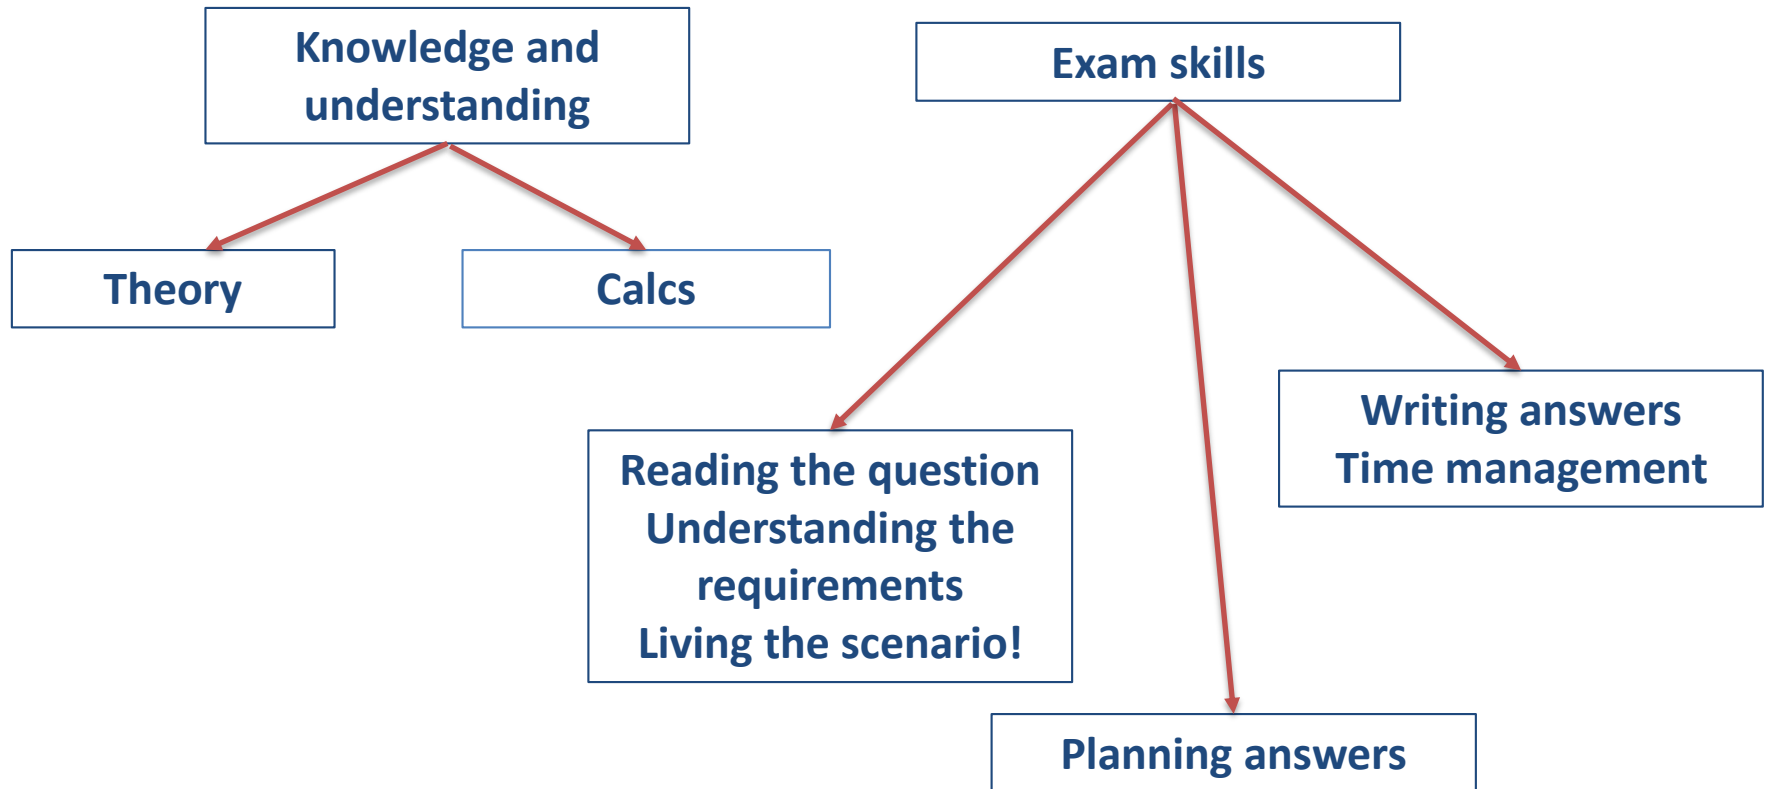 Knowledge and
understanding
Exam skills
Theory
Calcs
Reading the question
Understanding the
requirements
Living the scenario!
Writing answers
Time management
Planning answers